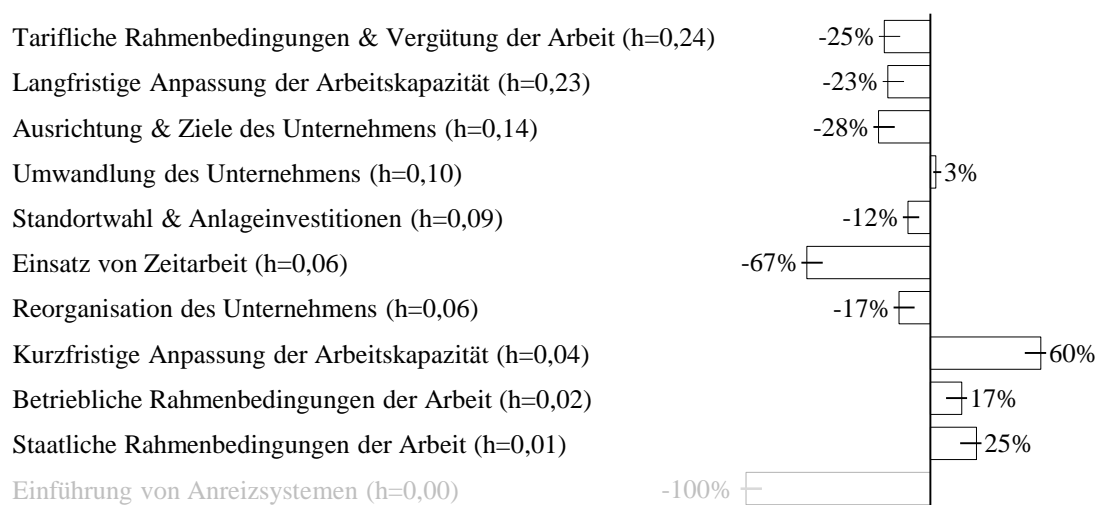 Tarifliche Rahmenbedingungen & Vergütung der Arbeit (h=0,24) -25%
Langfristige Anpassung der Arbeitskapazität (h=0,23) -23%
Ausrichtung & Ziele des Unternehmens (h=0,14) -28%
Umwandlung des Unternehmens (h=0,10) 3%
Standortwahl & Anlageinvestitionen (h=0,09) -12%
Einsatz von Zeitarbeit (h=0,06) -67%
Reorganisation des Unternehmens (h=0,06) -17%
Kurzfristige Anpassung der Arbeitskapazität (h=0,04) 60%
Betriebliche Rahmenbedingungen der Arbeit (h=0,02) 17%
Staatliche Rahmenbedingungen der Arbeit (h=0,01) 25%
Einführung von Anreizsystemen (h=0,00) -100%